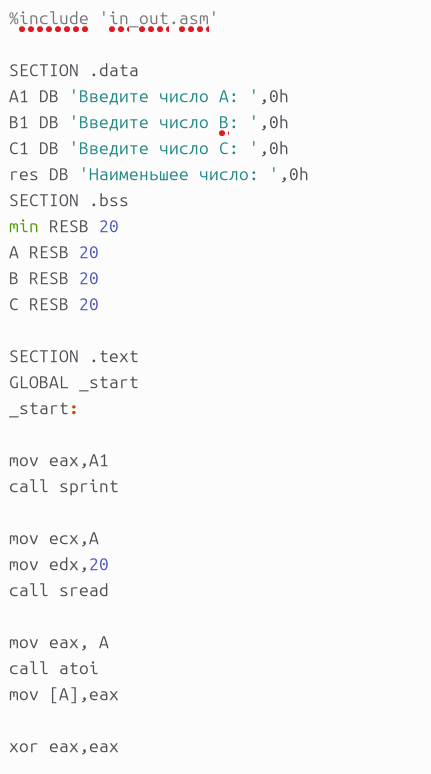 %include 'in_out.asm'
SECTION .data
A1 DB 'Введите число A: ',0h
B1 DB 'Введите число B: ',0h
C1 DB 'Введите число C: ',0h
res DB 'Наименьшее число: ',0h
SECTION .bss
min RESB 20
A RESB 20
B RESB 20
C RESB 20
SECTION .text
GLOBAL _start
_start:
mov eax,A1
call sprint
mov ecx,A
mov edx,20
call sread
mov eax, A
call atoi
mov [A],eax
xor eax,eax